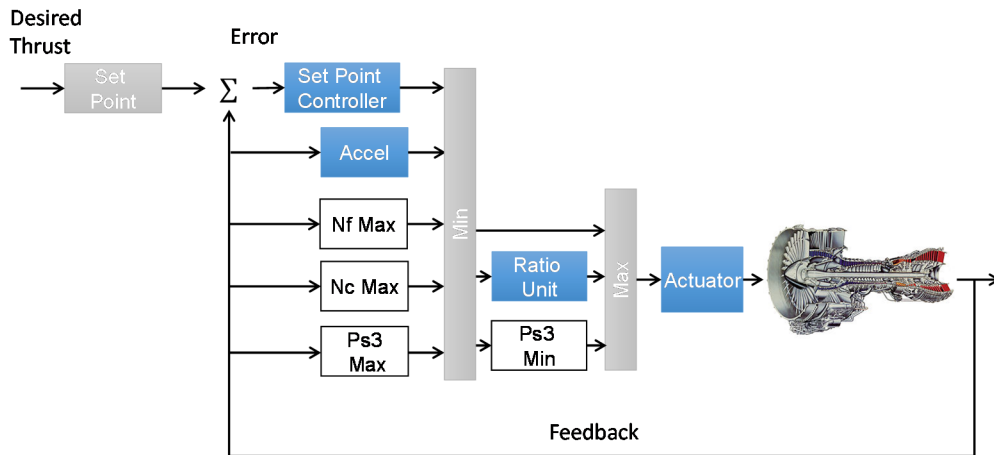 Desired
Thrust
Error
Set
Point
Σ
Set Point
Controller
Accel
Nf Max
Nc Max
Ps3
Max
Min
Ratio
Unit
Ps3
Min
Max
Actuator
Feedback